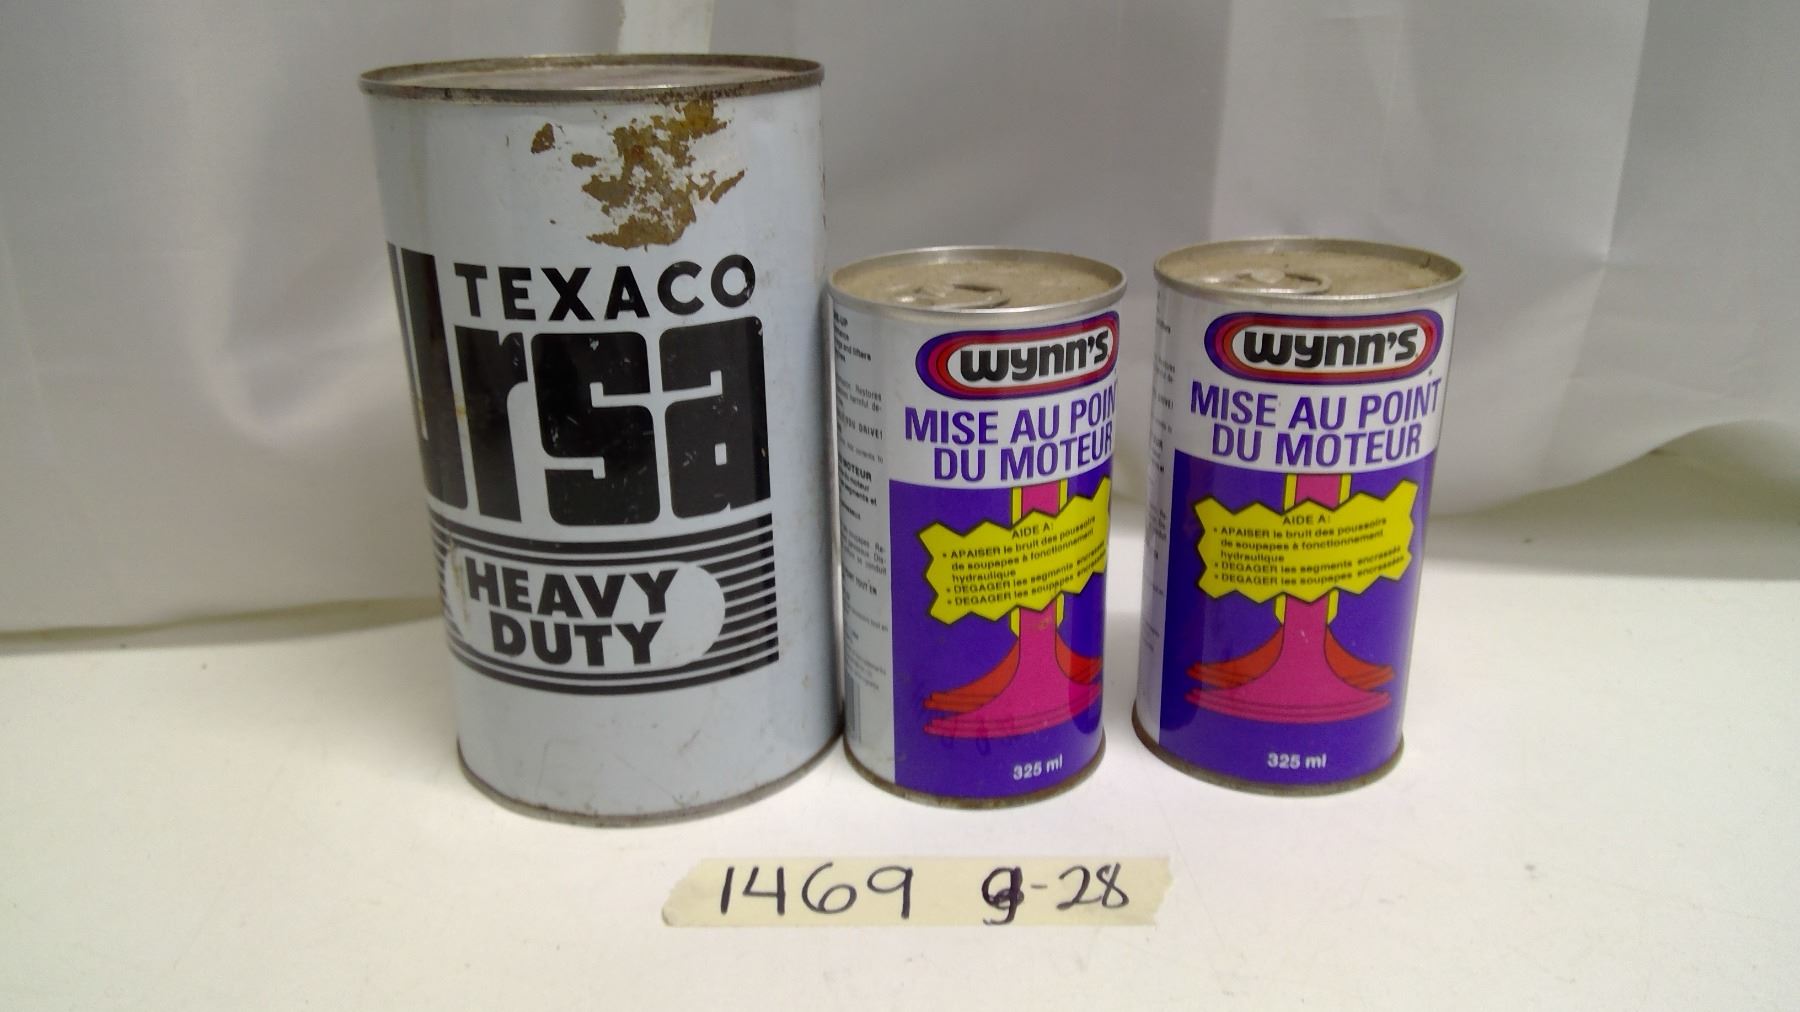 TEXACO
Ursa
HEAVY
DUTY
wynn's
MISE AU POINT
DU MOTEUR
AIDE A:
• APAISER le bruit des poussoirs
de soupapes à fonctionnement
hydraulique
• DEGAGER les segments encrassés
• DEGAGER les soupapes encrassées
325 ml
wynn's
MISE AU POINT
DU MOTEUR
AIDE A:
• APAISER le bruit des poussoirs
de soupapes à fonctionnement
hydraulique
• DEGAGER les segments encrassés
• DEGAGER les soupapes encrassées
325 ml
1469 g-28